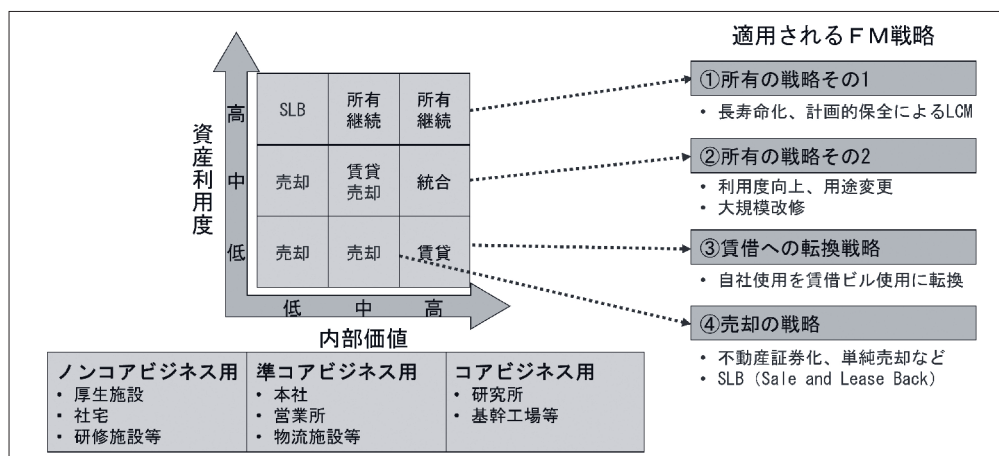 適用されるＦＭ戦略
資産利用度
高
中
低
SLB
所有
継続
所有
継続
売却
賃貸
売却
統合
売却
売却
賃貸
低
中
高
内部価値
①所有の戦略その1
• 長寿命化、計画的保全によるLCM
②所有の戦略その2
• 利用度向上、用途変更
• 大規模改修
③賃借への転換戦略
• 自社使用を賃借ビル使用に転換
④売却の戦略
• 不動産証券化、単純売却など
• SLB (Sale and Lease Back)
ノンコアビジネス用
• 厚生施設
• 社宅
• 研修施設等
準コアビジネス用
• 本社
• 営業所
• 物流施設等
コアビジネス用
• 研究所
• 基幹工場等